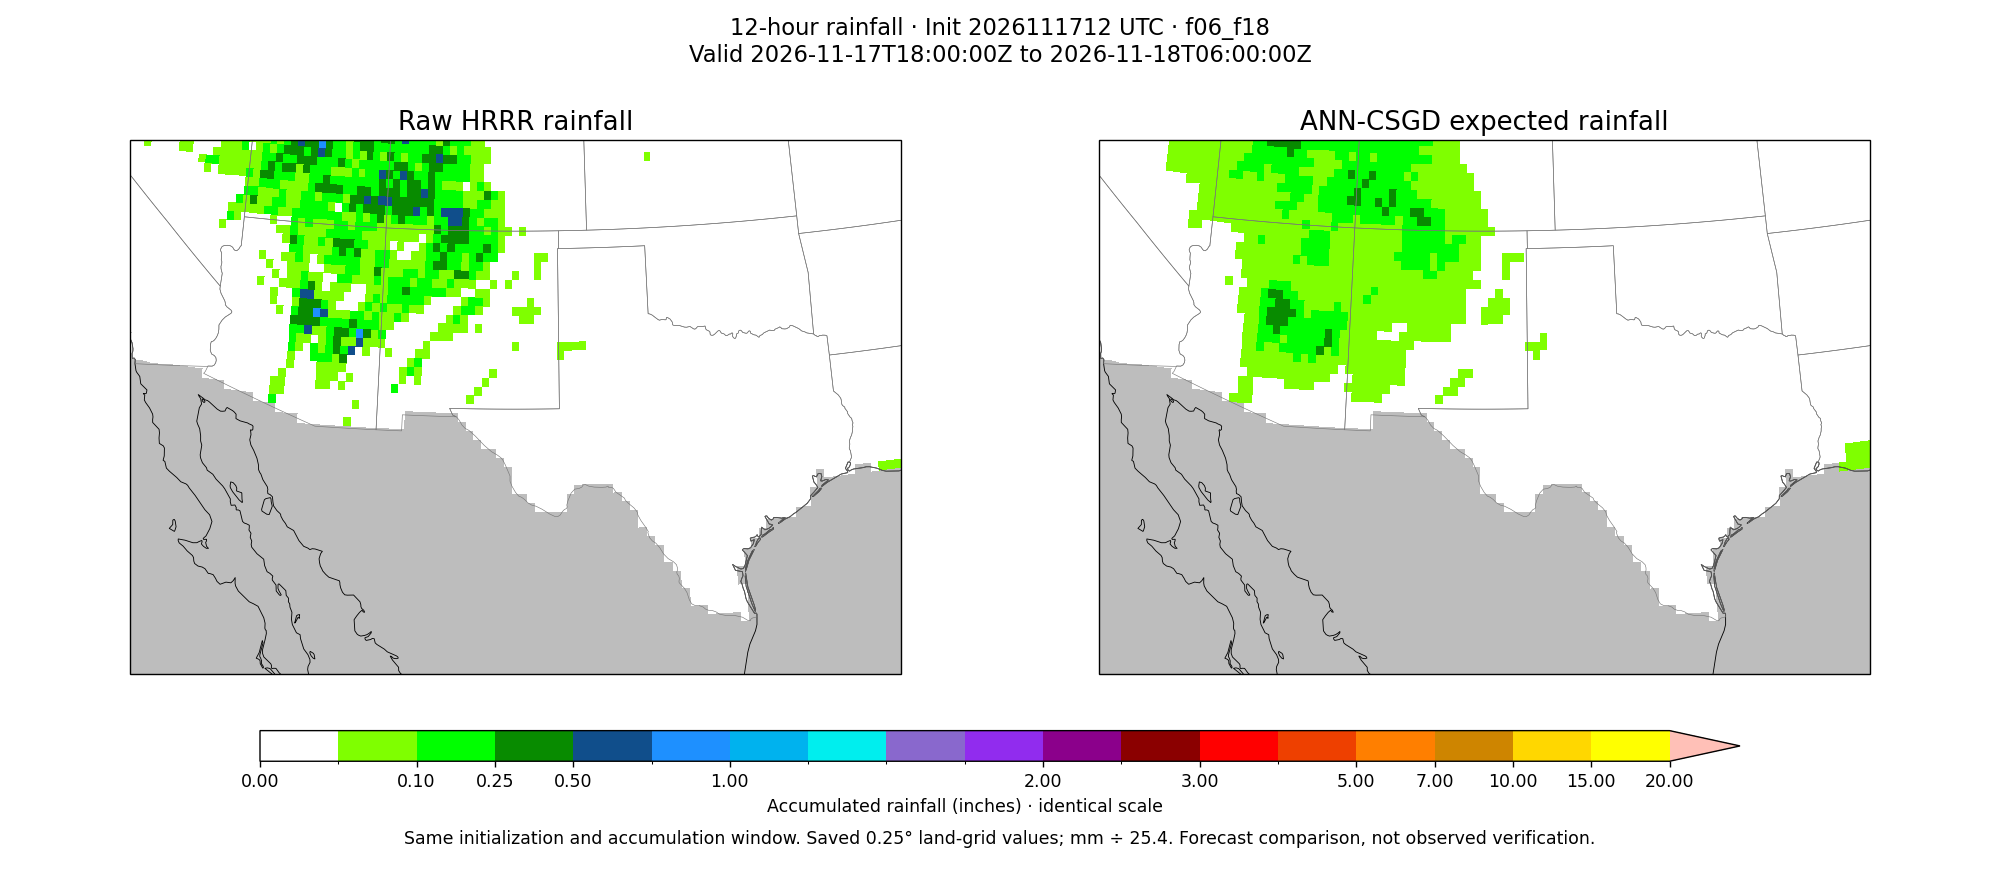 12-hour rainfall · Init 2026111712 UTC · f06_f18
Valid 2026-11-17T18:00:00Z to 2026-11-18T06:00:00Z
Raw HRRR rainfall
ANN-CSGD expected rainfall
0.00 0.10 0.25 0.50 1.00 2.00 3.00 5.00 7.00 10.00 15.00 20.00
Accumulated rainfall (inches) · identical scale
Same initialization and accumulation window. Saved 0.25° land-grid values; mm ÷ 25.4. Forecast comparison, not observed verification.